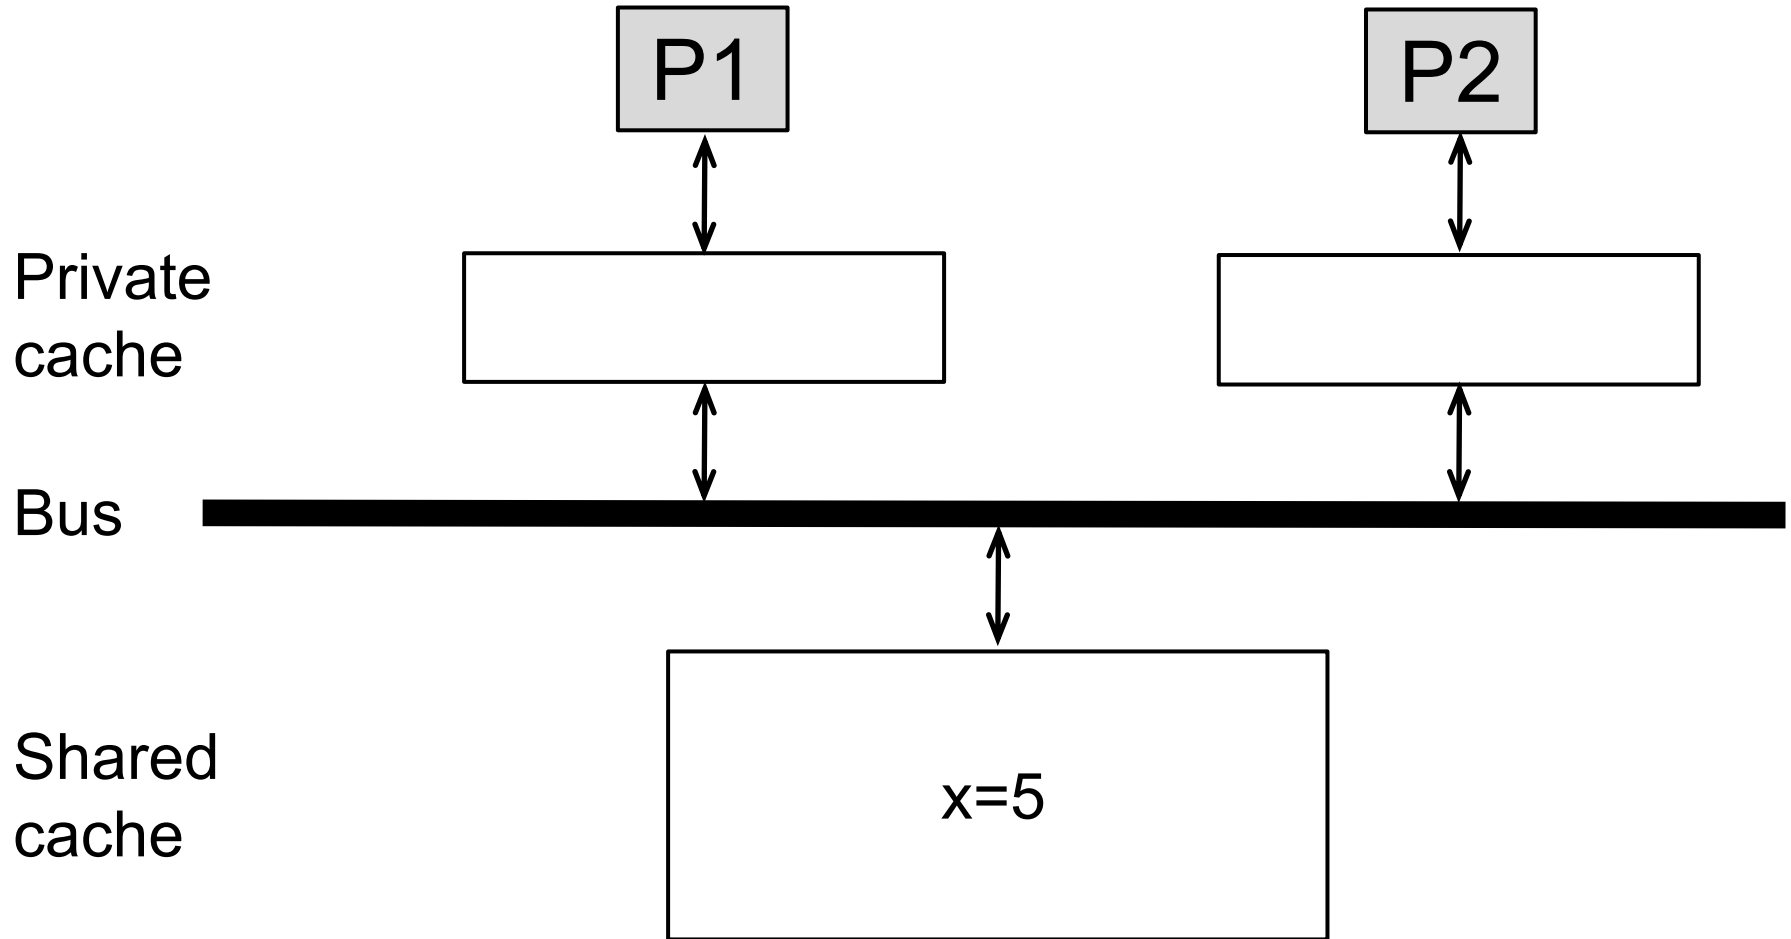 P1
P2
Private
cache
Bus
Shared
cache
x=5